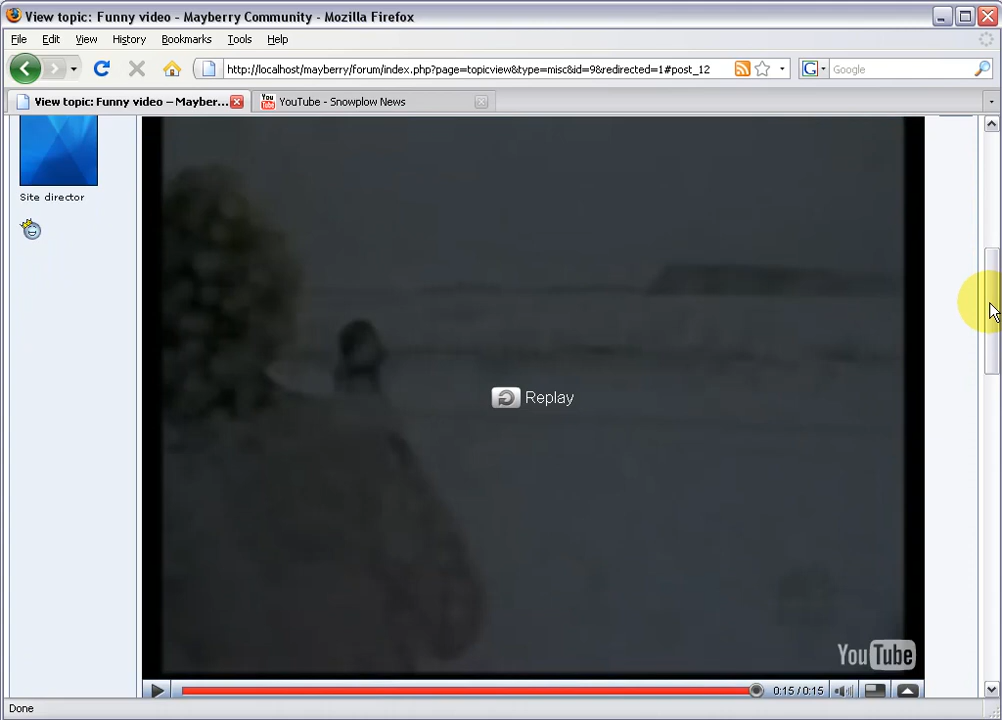 View topic: Funny video - Mayberry Community - Mozilla Firefox
File Edit View History Bookmarks Tools Help
http://localhost/mayberry/forum/index.php?page=topicview&type=misc&id=9&redirected=1#post_12
G Google
View topic: Funny video – Mayber... You Tube YouTube - Snowplow News
Site director
Replay
YouTube
0:15 / 0:15
Done